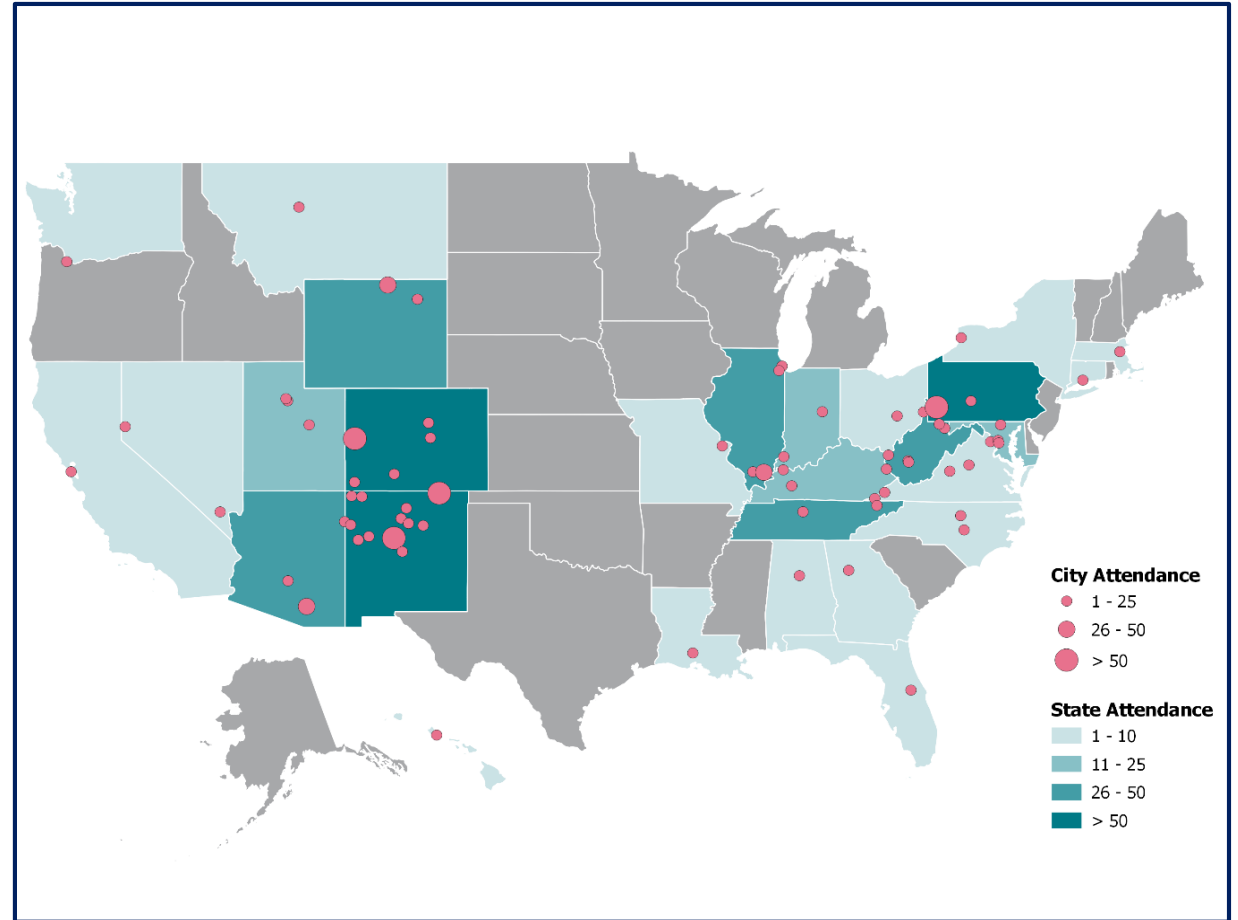 City Attendance
1 - 25
26 - 50
> 50
State Attendance
1 - 10
11 - 25
26 - 50
> 50